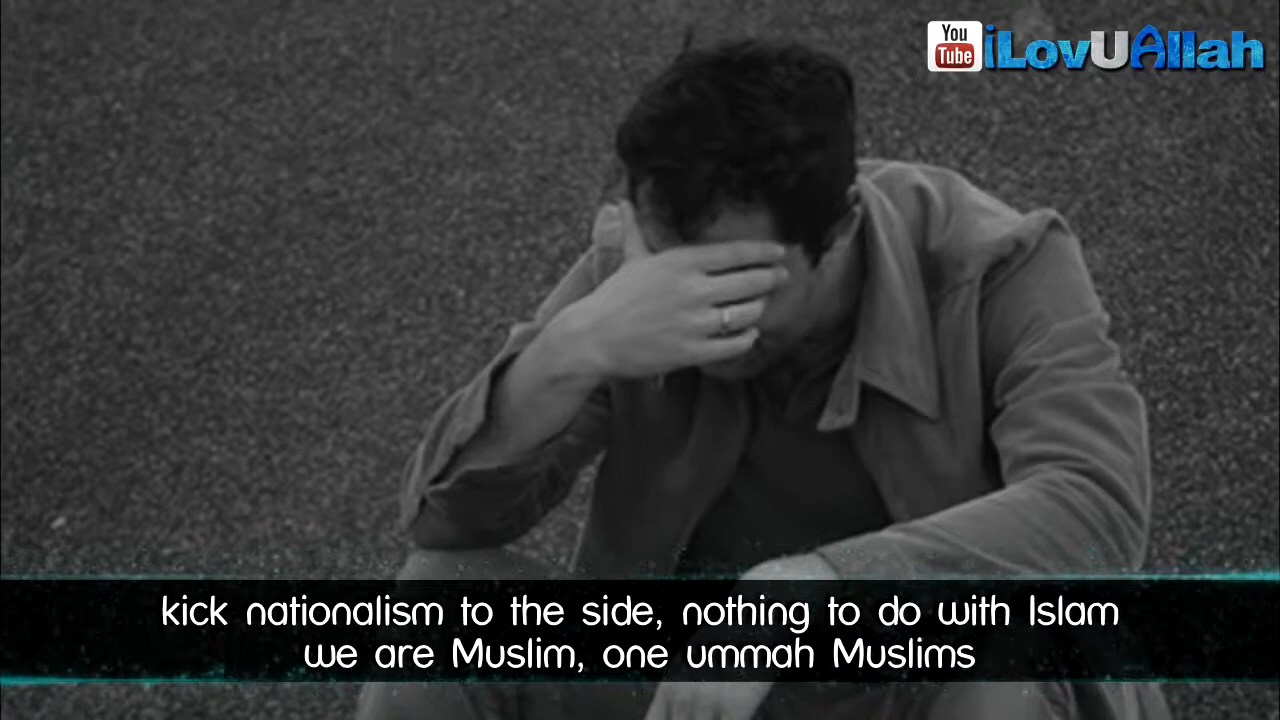 You
Tube
iLovUAllah
kick nationalism to the side, nothing to do with Islam
we are Muslim, one ummah Muslims